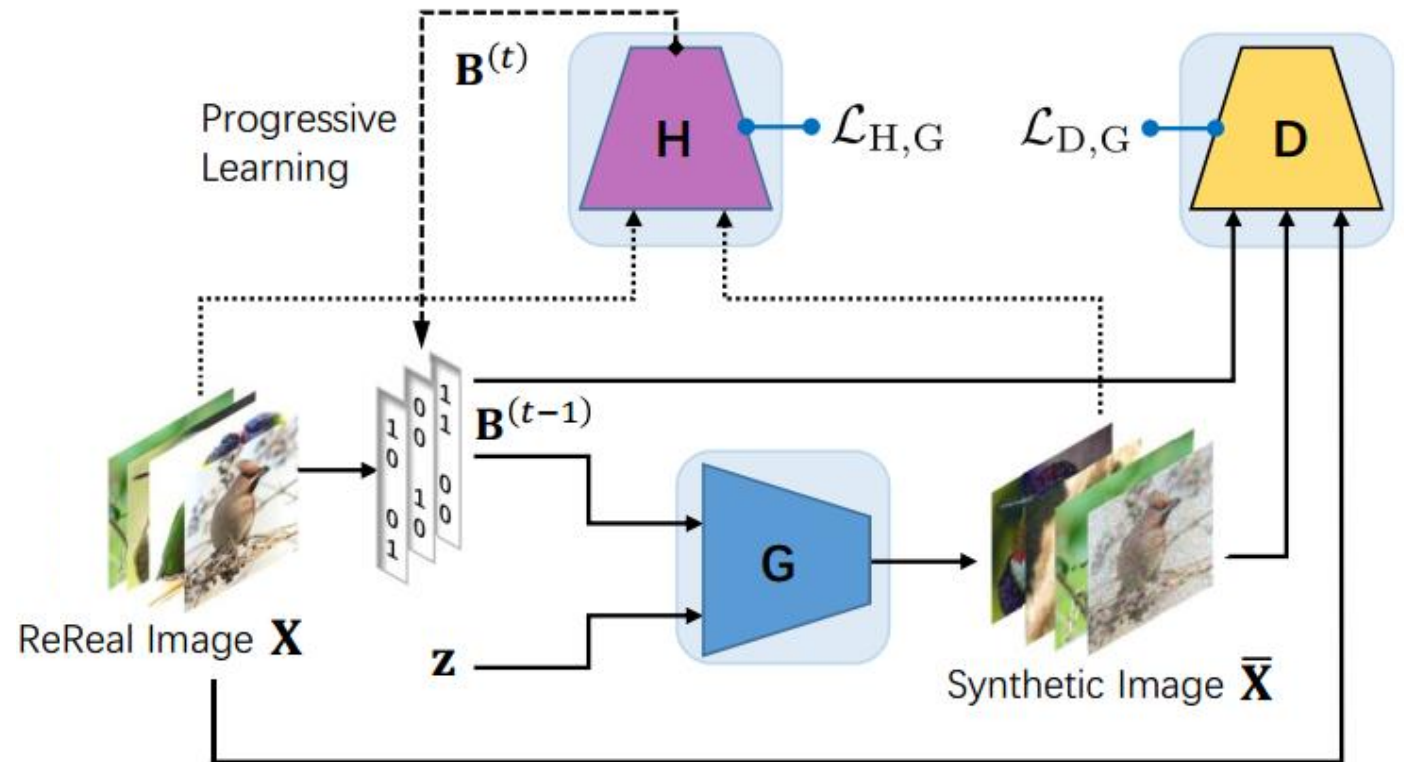 B^(t)
Progressive
Learning
H
ℒ_H,G
ℒ_D,G
D
1
0
0
1
0
0
1
0
1
1
0
0
B^(t−1)
G
ReReal Image X
z
Synthetic Image X̄